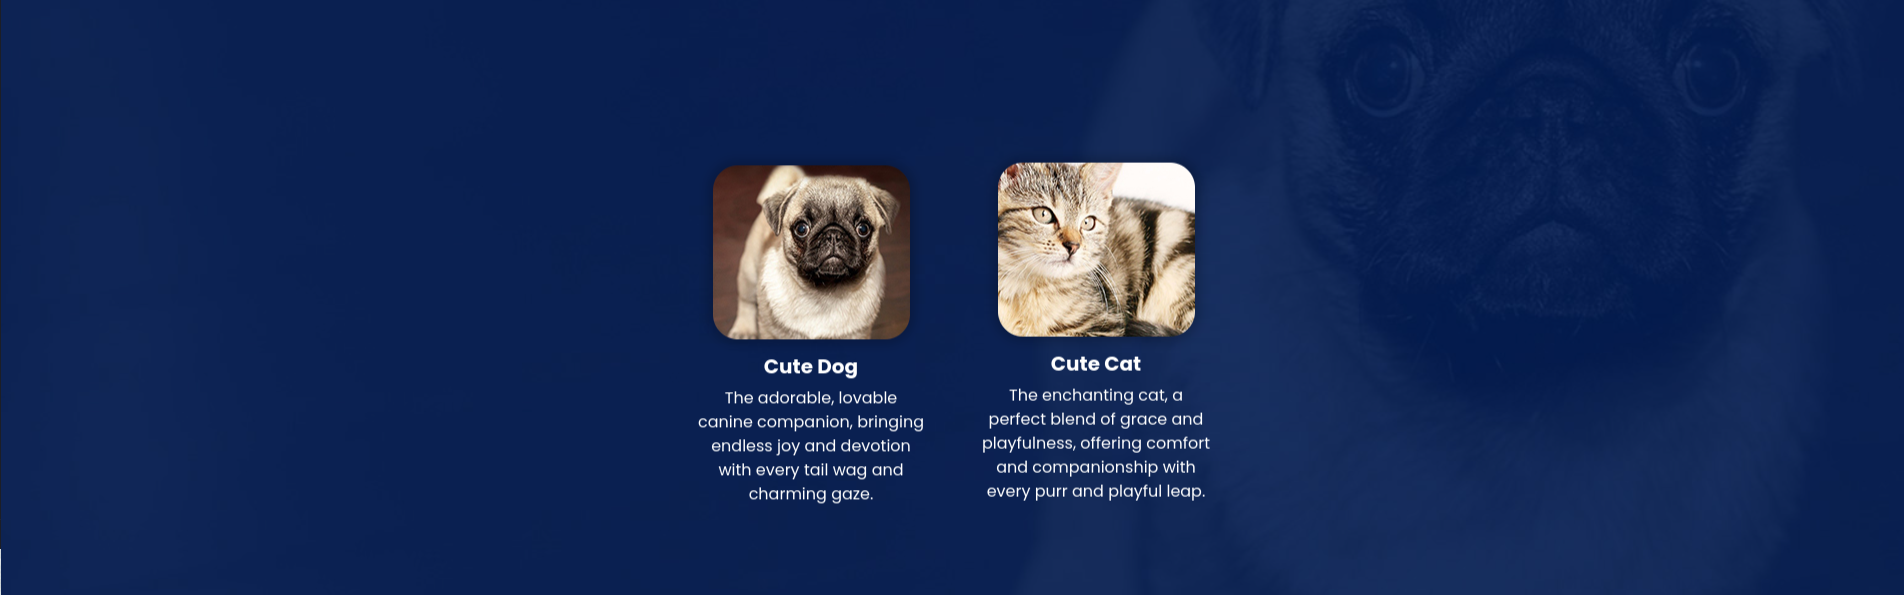 Cute Dog
The adorable, lovable
canine companion, bringing
endless joy and devotion
with every tail wag and
charming gaze.
Cute Cat
The enchanting cat, a
perfect blend of grace and
playfulness, offering comfort
and companionship with
every purr and playful leap.